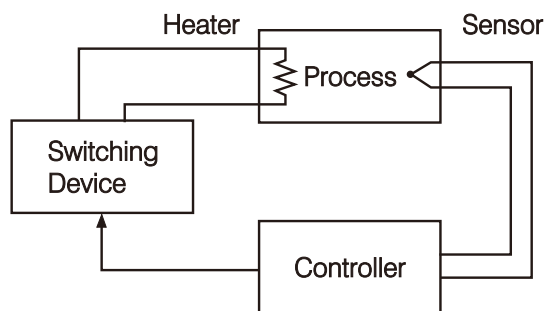 Heater
Sensor
Process
Switching
Device
Controller